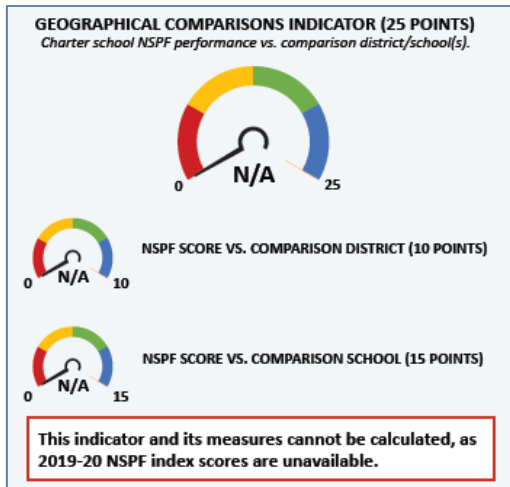 GEOGRAPHICAL COMPARISONS INDICATOR (25 POINTS)
Charter school NSPF performance vs. comparison district/school(s).
N/A
0
25
NSPF SCORE VS. COMPARISON DISTRICT (10 POINTS)
N/A
0
10
NSPF SCORE VS. COMPARISON SCHOOL (15 POINTS)
N/A
0
15
This indicator and its measures cannot be calculated, as
2019-20 NSPF index scores are unavailable.